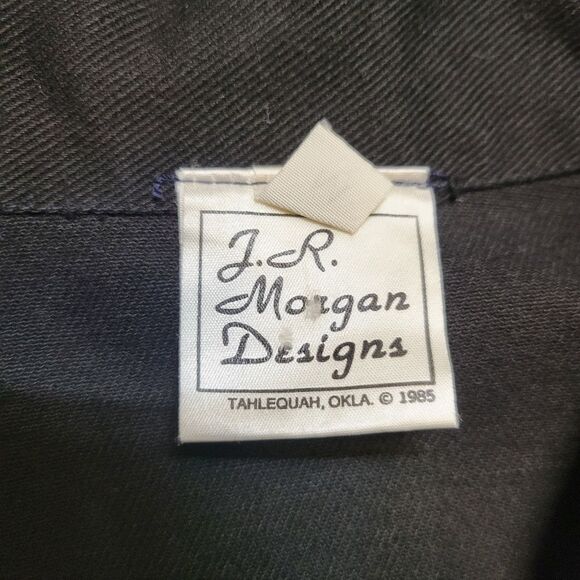 J.R.
Morgan
Designs
TAHLEQUAH, OKLA. © 1985